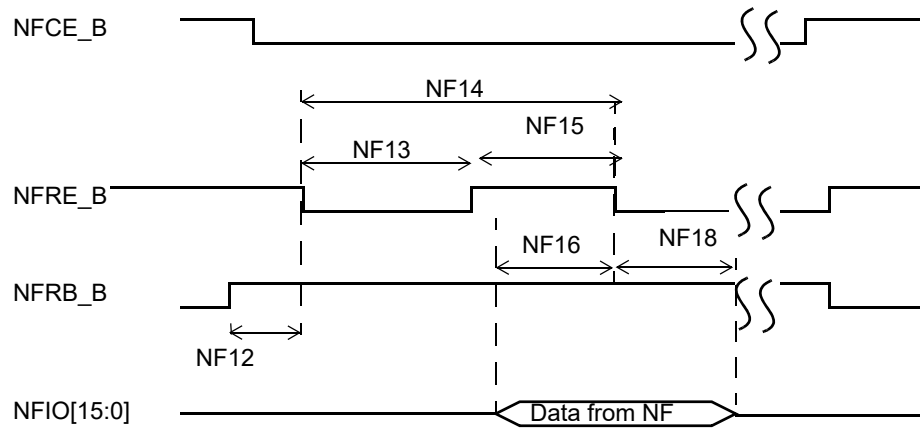 NFCE_B
NF14
NF15
NF13
NFRE_B
NF16
NF18
NFRB_B
NF12
NFIO[15:0]
Data from NF